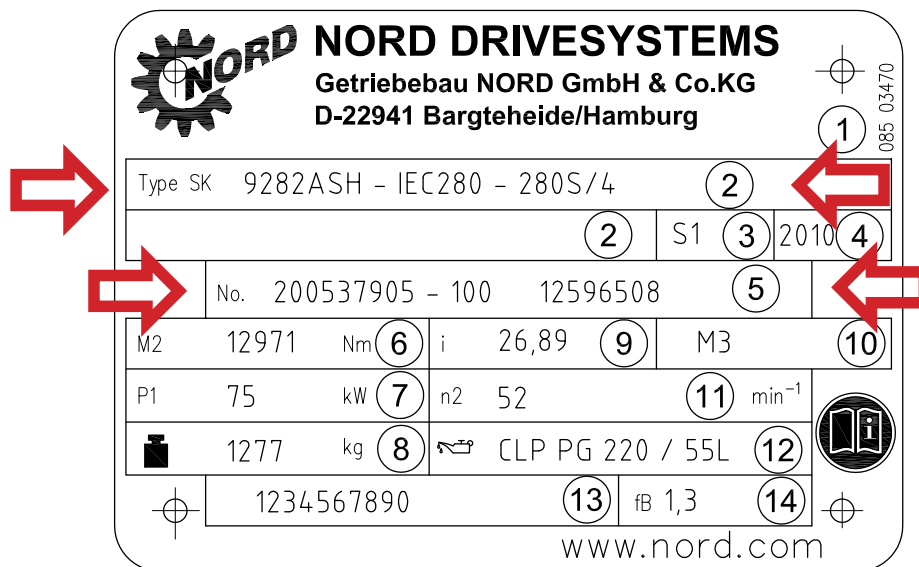 NORD
NORD DRIVESYSTEMS
Getriebebau NORD GmbH & Co.KG
D-22941 Bargteheide/Hamburg
1
085 03470
Type SK 9282ASH - IEC280 - 280S/4 2
2 S1 3 2010 4
No. 200537905 - 100 12596508 5
M2 12971 Nm 6 i 26,89 9 M3 10
P1 75 kW 7 n2 52 11 min⁻¹
1277 kg 8 CLP PG 220 / 55L 12
i
1234567890 13 fB 1,3 14
www.nord.com